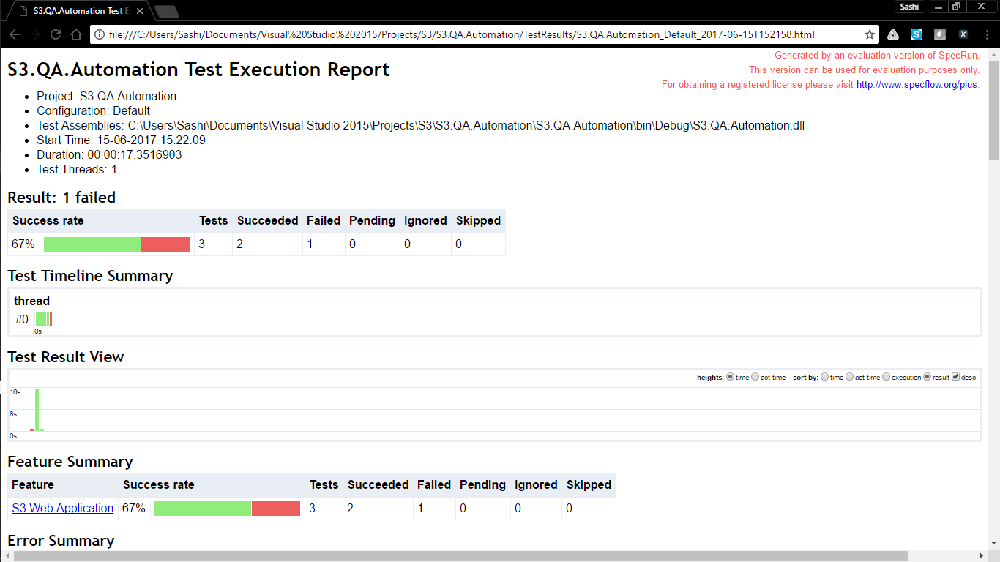 S3.QA.Automation Test E
Sashi
file:///C:/Users/Sashi/Documents/Visual%20Studio%202015/Projects/S3/S3.QA.Automation/TestResults/S3.QA.Automation_Default_2017-06-15T152158.html
Generated by an evaluation version of SpecRun.
This version can be used for evaluation purposes only.
For obtaining a registered license please visit http://www.specflow.org/plus.
S3.QA.Automation Test Execution Report
Project: S3.QA.Automation
Configuration: Default
Test Assemblies: C:\Users\Sashi\Documents\Visual Studio 2015\Projects\S3\S3.QA.Automation\S3.QA.Automation\bin\Debug\S3.QA.Automation.dll
Start Time: 15-06-2017 15:22:09
Duration: 00:00:17.3516903
Test Threads: 1
Result: 1 failed
Success rate Tests Succeeded Failed Pending Ignored Skipped
67% 3 2 1 0 0 0
Test Timeline Summary
thread
#0
0s
Test Result View
heights: time act time sort by: time act time execution result desc
16s
8s
0s
Feature Summary
Feature Success rate Tests Succeeded Failed Pending Ignored Skipped
S3 Web Application 67% 3 2 1 0 0 0
Error Summary